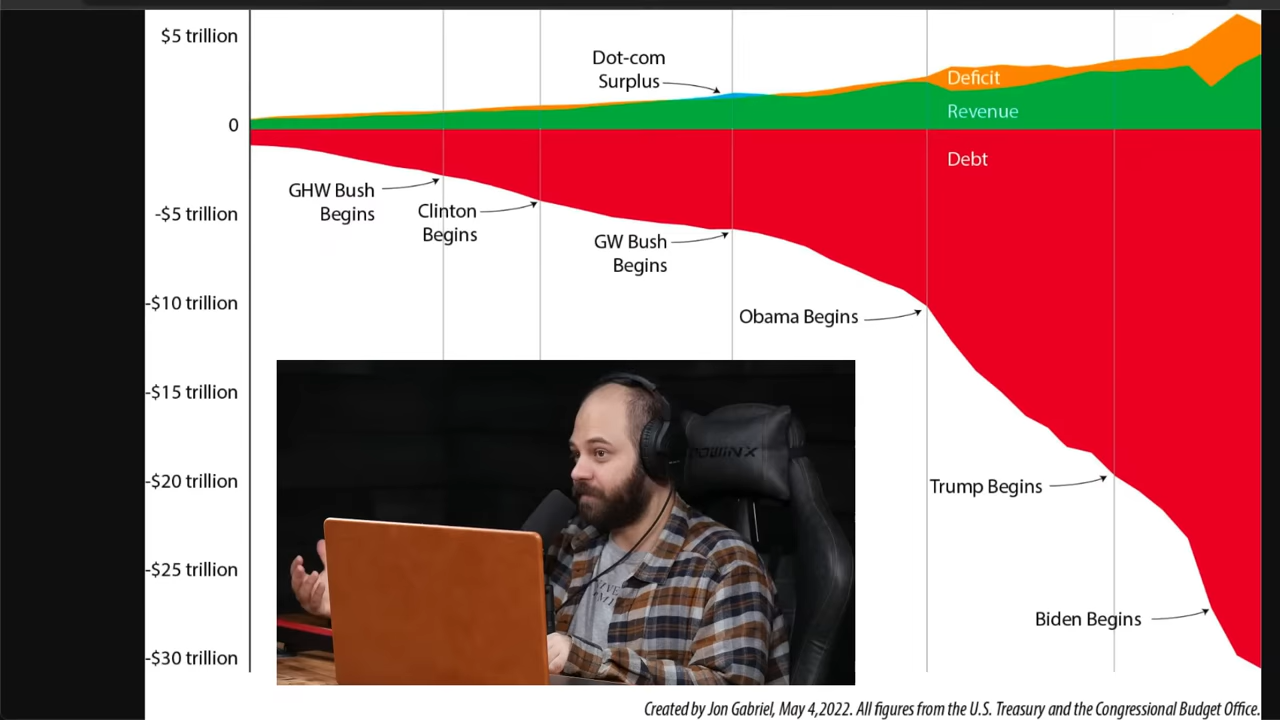 $5 trillion
0
-$5 trillion
-$10 trillion
-$15 trillion
-$20 trillion
-$25 trillion
-$30 trillion
Dot-com
Surplus
Deficit
Revenue
Debt
GHW Bush
Begins
Clinton
Begins
GW Bush
Begins
Obama Begins
Trump Begins
Biden Begins
Created by Jon Gabriel, May 4,2022. All figures from the U.S. Treasury and the Congressional Budget Office.